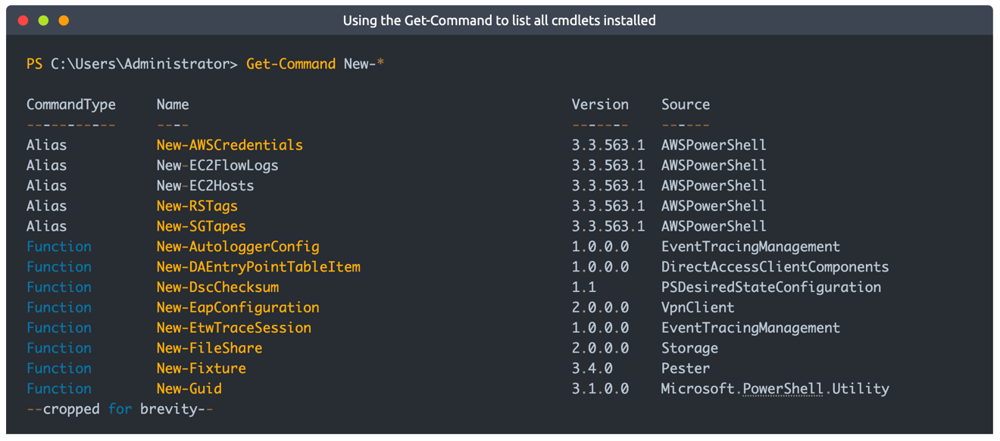 Using the Get-Command to list all cmdlets installed
PS C:\Users\Administrator> Get-Command New-*
CommandType     Name                                               Version    Source
-----------     ----                                               -------    ------
Alias           New-AWSCredentials                                 3.3.563.1  AWSPowerShell
Alias           New-EC2FlowLogs                                    3.3.563.1  AWSPowerShell
Alias           New-EC2Hosts                                       3.3.563.1  AWSPowerShell
Alias           New-RSTags                                         3.3.563.1  AWSPowerShell
Alias           New-SGTapes                                        3.3.563.1  AWSPowerShell
Function        New-AutologgerConfig                               1.0.0.0    EventTracingManagement
Function        New-DAEntryPointTableItem                          1.0.0.0    DirectAccessClientComponents
Function        New-DscChecksum                                    1.1        PSDesiredStateConfiguration
Function        New-EapConfiguration                               2.0.0.0    VpnClient
Function        New-EtwTraceSession                                1.0.0.0    EventTracingManagement
Function        New-FileShare                                      2.0.0.0    Storage
Function        New-Fixture                                        3.4.0      Pester
Function        New-Guid                                           3.1.0.0    Microsoft.PowerShell.Utility
--cropped for brevity--